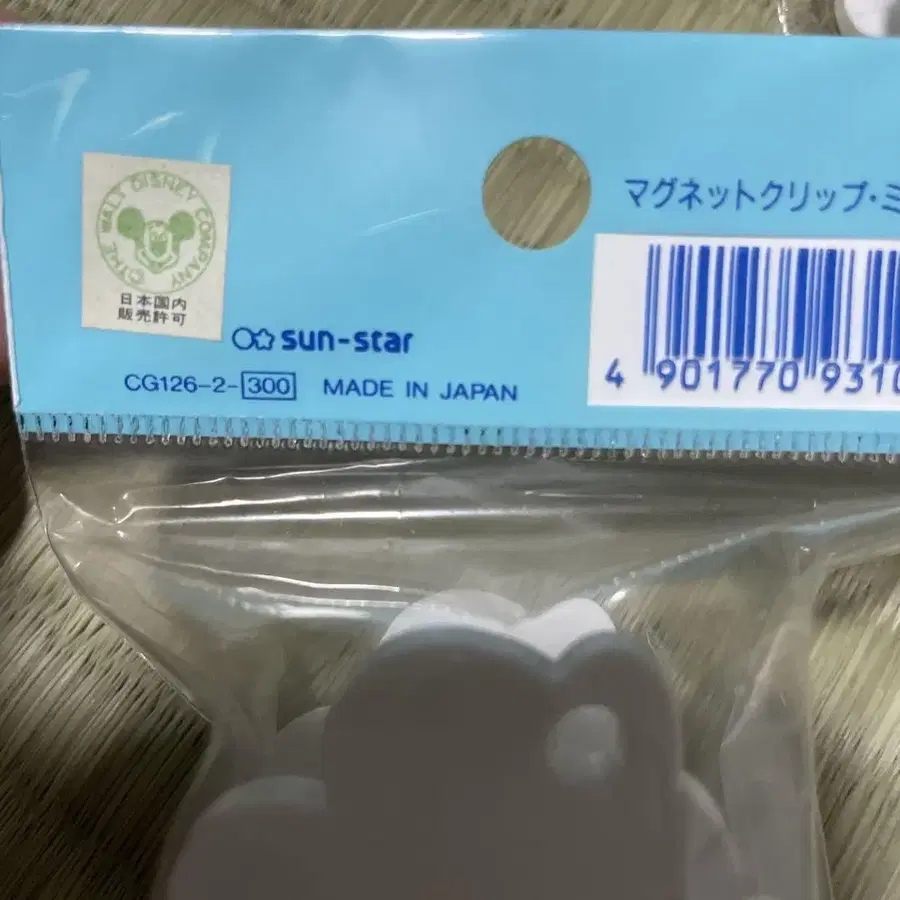 マグネットクリップ・ミ
THE WALT DISNEY COMPANY
日本国内
販売許可
sun-star
CG126-2-300 MADE IN JAPAN
4 901770 9310